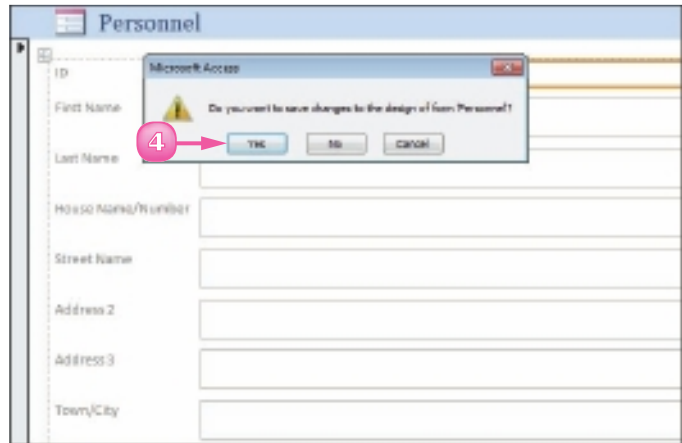 Personnel
Microsoft Access
ID
Do you want to save changes to the design of form 'Personnel'?
First Name
4
Yes
No
Cancel
Last Name
House Name/Number
Street Name
Address 2
Address 3
Town/City